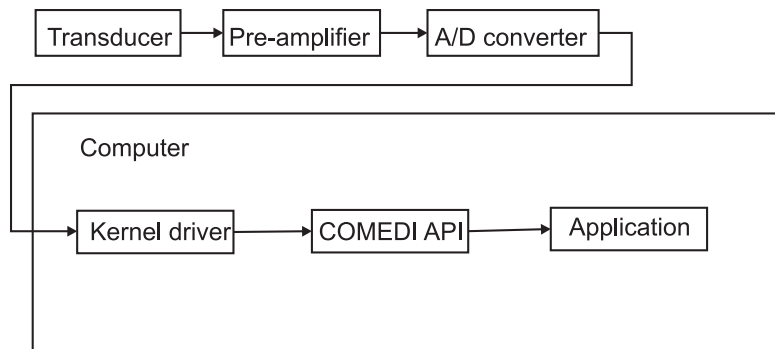 Transducer
Pre-amplifier
A/D converter
Computer
Kernel driver
COMEDI API
Application